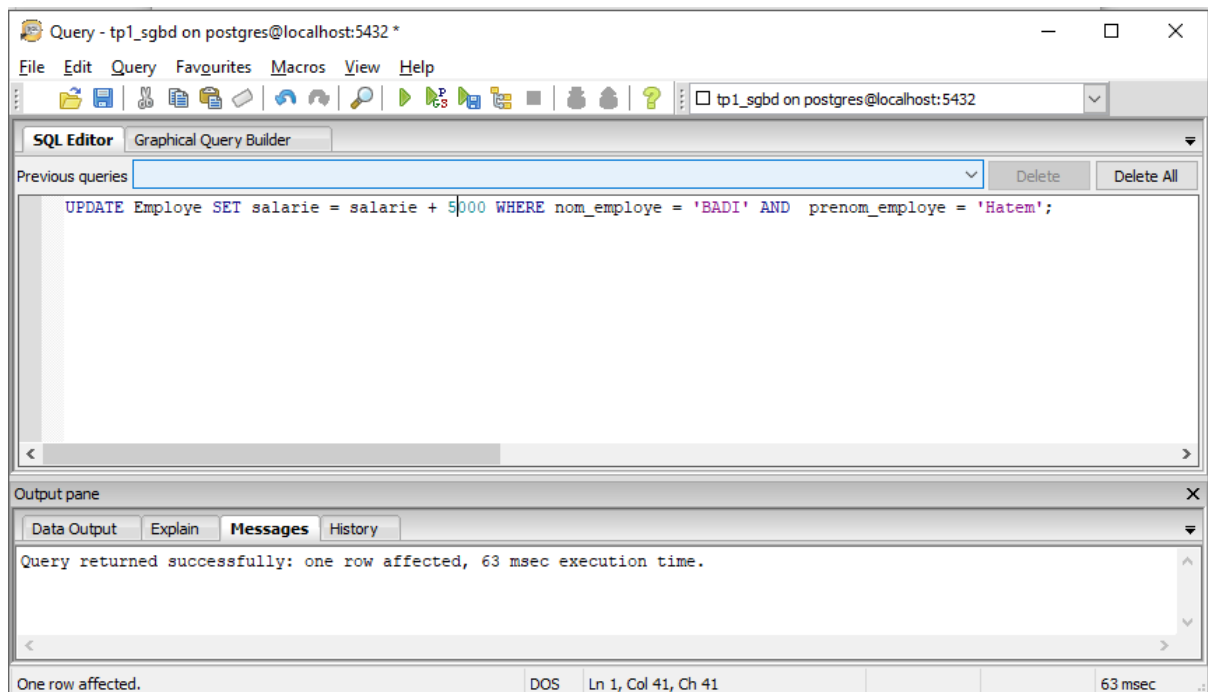 Query - tp1_sgbd on postgres@localhost:5432 *
File Edit Query Favourites Macros View Help
tp1_sgbd on postgres@localhost:5432
SQL Editor Graphical Query Builder
Previous queries Delete Delete All
UPDATE Employe SET salarie = salarie + 5000 WHERE nom_employe = 'BADI' AND  prenom_employe = 'Hatem';
Output pane
Data Output Explain Messages History
Query returned successfully: one row affected, 63 msec execution time.
One row affected. DOS Ln 1, Col 41, Ch 41 63 msec